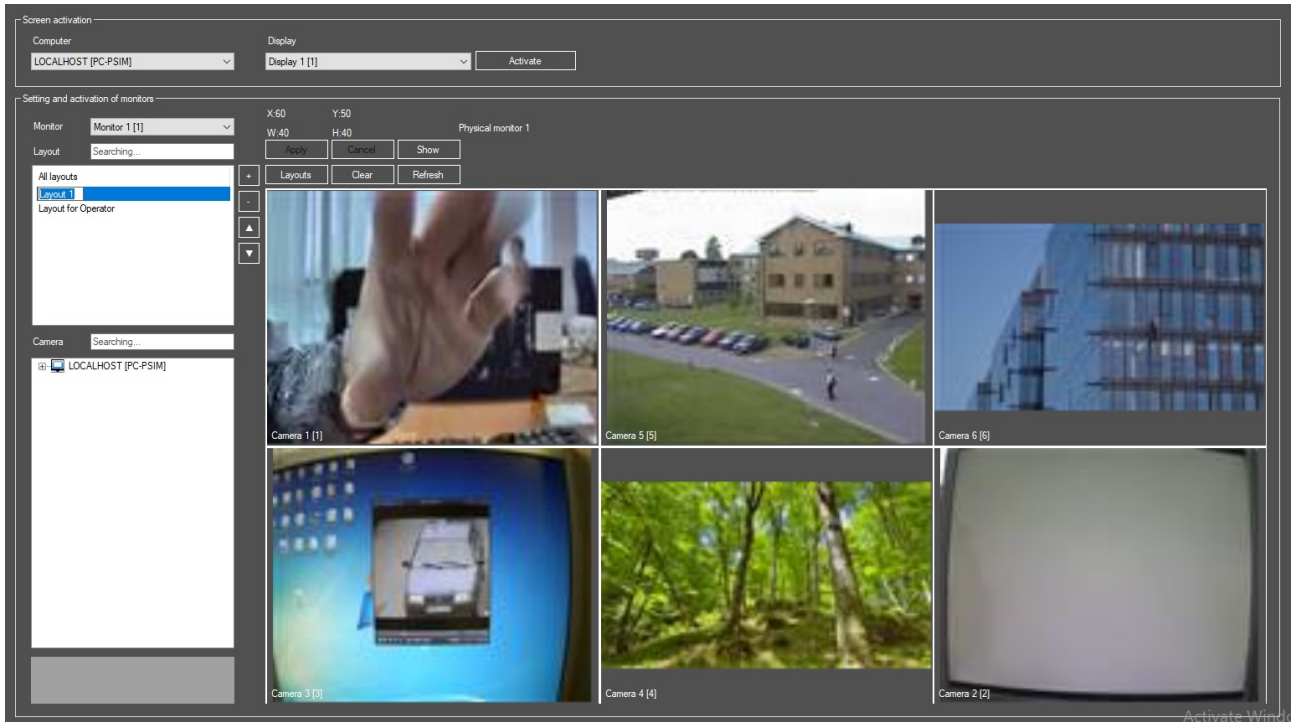 Screen activation
Computer Display
LOCALHOST [PC-PSIM] Display 1 [1] Activate
Setting and activation of monitors
X:60 Y:50
Monitor Monitor 1 [1] W:40 H:40 Physical monitor 1
Layout Searching... Apply Cancel Show
All layouts + Layouts Clear Refresh
Layout 1 -
Layout for Operator
Camera 1 [1] Camera 5 [5] Camera 6 [6]
Camera Searching...
LOCALHOST [PC-PSIM]
Camera 3 [3] Camera 4 [4] Camera 2 [2]